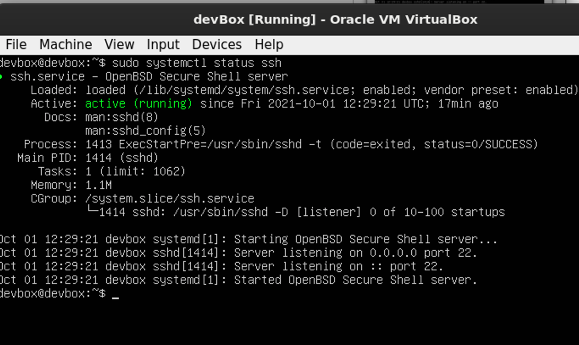 devBox [Running] - Oracle VM VirtualBox
File Machine View Input Devices Help
devbox@devbox:~$ sudo systemctl status ssh
● ssh.service - OpenBSD Secure Shell server
Loaded: loaded (/lib/systemd/system/ssh.service; enabled; vendor preset: enabled)
Active: active (running) since Fri 2021-10-01 12:29:21 UTC; 17min ago
Docs: man:sshd(8)
man:sshd_config(5)
Process: 1413 ExecStartPre=/usr/sbin/sshd -t (code=exited, status=0/SUCCESS)
Main PID: 1414 (sshd)
Tasks: 1 (limit: 1062)
Memory: 1.1M
CGroup: /system.slice/ssh.service
└─1414 sshd: /usr/sbin/sshd -D [listener] 0 of 10-100 startups
Oct 01 12:29:21 devbox systemd[1]: Starting OpenBSD Secure Shell server...
Oct 01 12:29:21 devbox sshd[1414]: Server listening on 0.0.0.0 port 22.
Oct 01 12:29:21 devbox sshd[1414]: Server listening on :: port 22.
Oct 01 12:29:21 devbox systemd[1]: Started OpenBSD Secure Shell server.
devbox@devbox:~$ _